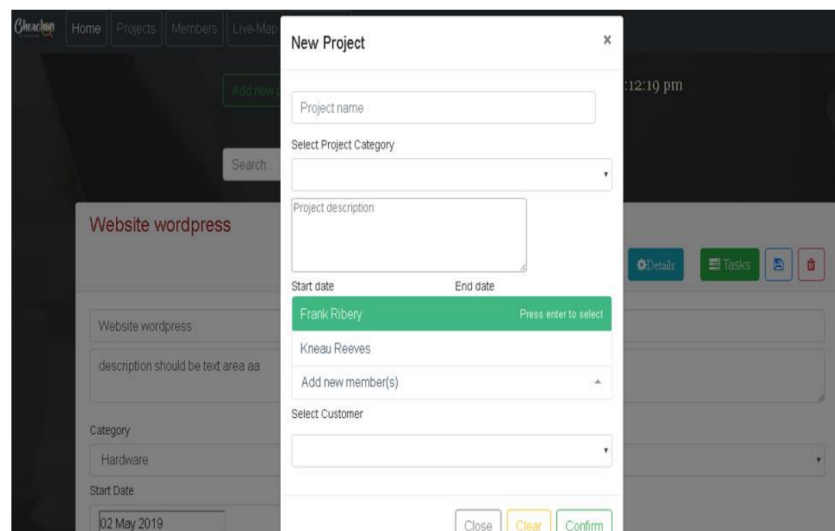 Home Projects Members Live-Map
New Project ×
Add new
:12:19 pm
Project name
Search..
Select Project Category
Project description
Website wordpress
Details Tasks
Start date End date
Frank Ribery Press enter to select
Website wordpress
Kneau Reeves
description should be text area aa
Add new member(s)
Select Customer
Category
Hardware
Start Date
02 May 2019
Close Clear Confirm